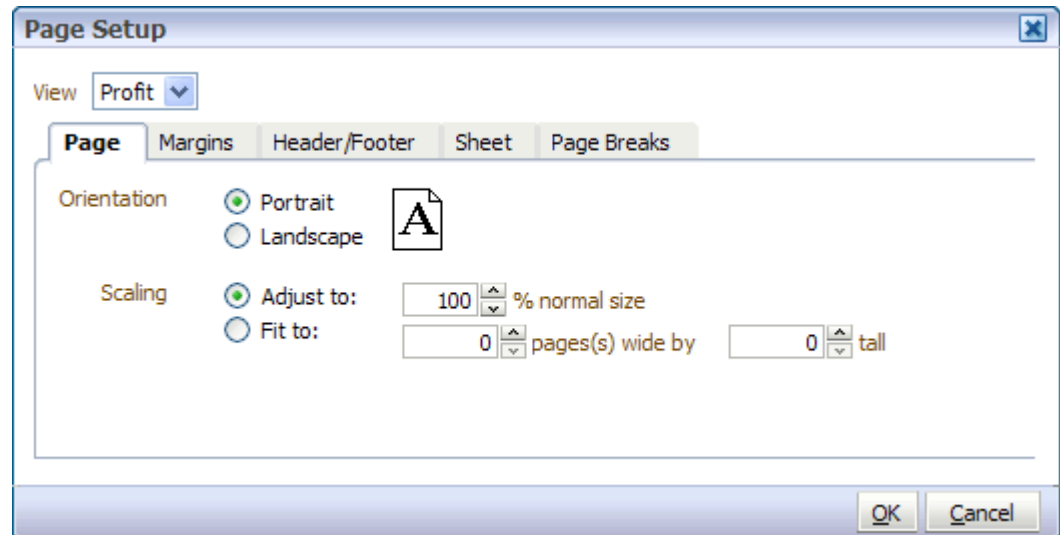 Page Setup
View Profit
Page Margins Header/Footer Sheet Page Breaks
Orientation Portrait A
Landscape
Scaling Adjust to: 100 % normal size
Fit to: 0 pages(s) wide by 0 tall
OK Cancel